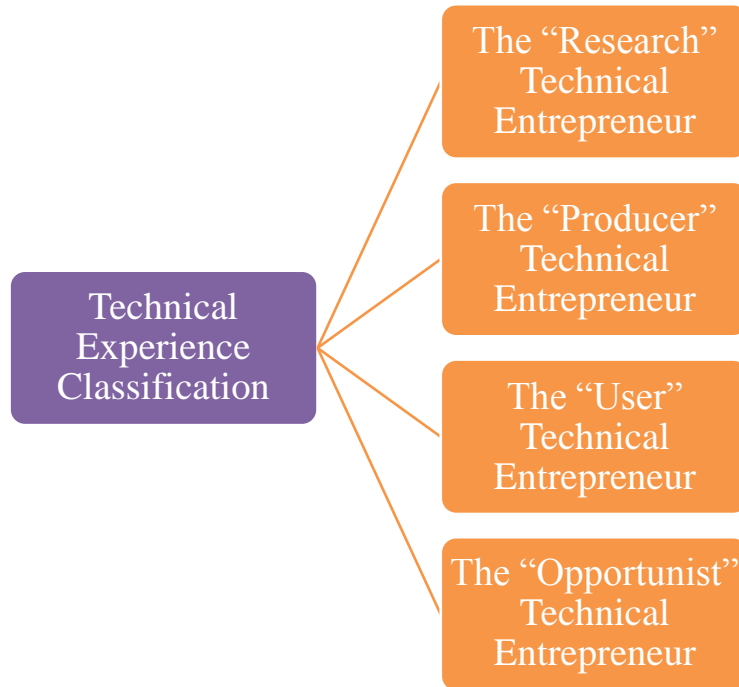 The “Research”
Technical
Entrepreneur
The “Producer”
Technical
Entrepreneur
Technical
Experience
Classification
The “User”
Technical
Entrepreneur
The “Opportunist”
Technical
Entrepreneur